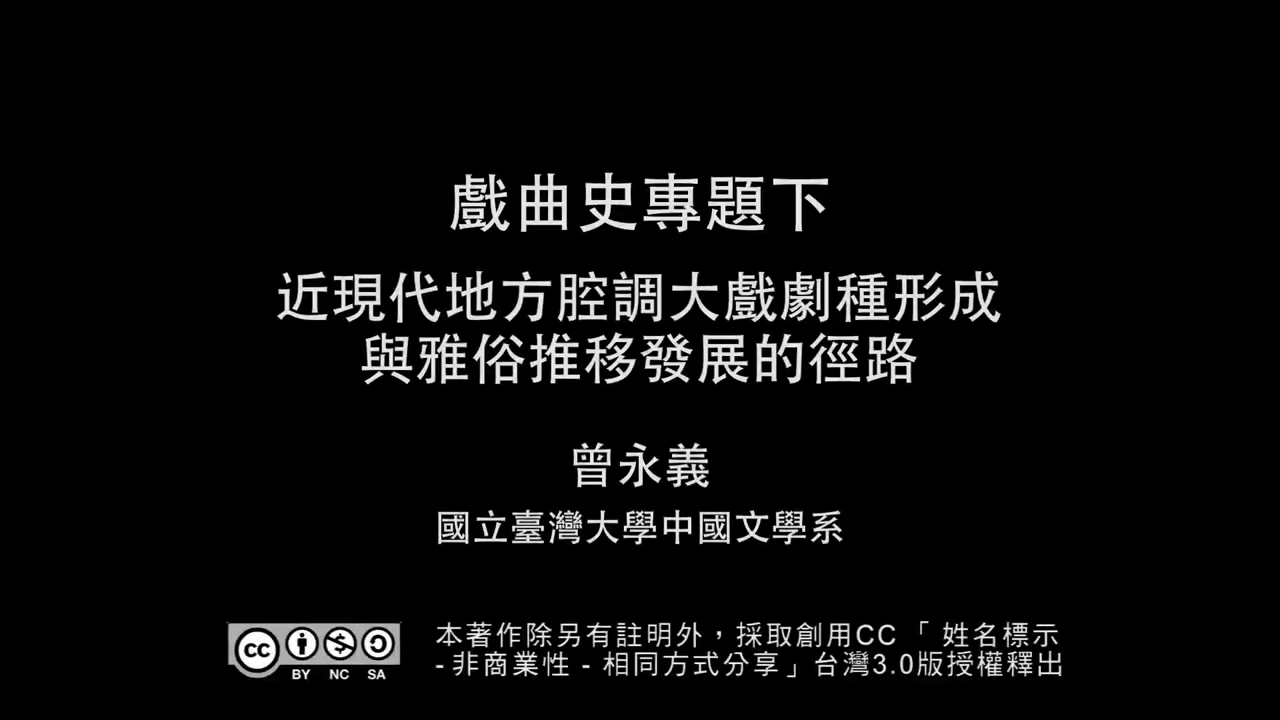 戲曲史專題下
近現代地方腔調大戲劇種形成
與雅俗推移發展的徑路
曾永義
國立臺灣大學中國文學系
cc BY NC SA
本著作除另有註明外，採取創用CC「 姓名標示
- 非商業性 - 相同方式分享」台灣3.0版授權釋出